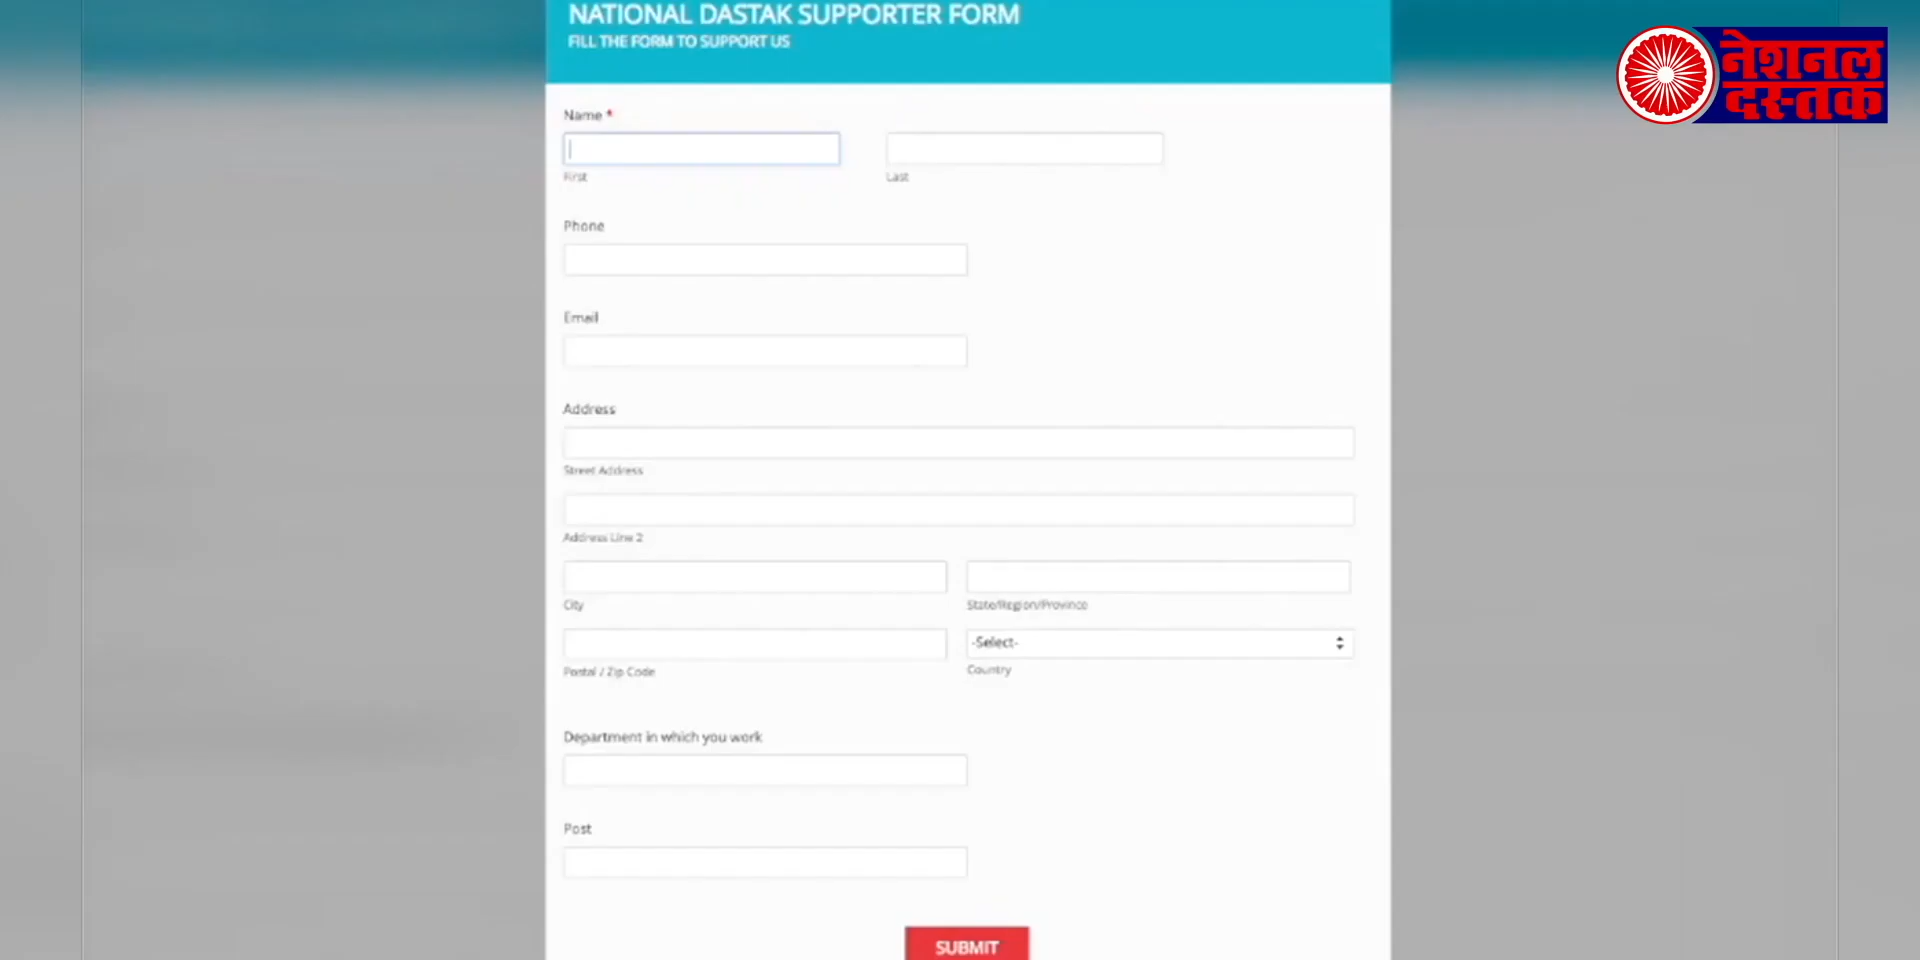 NATIONAL DASTAK SUPPORTER FORM
FILL THE FORM TO SUPPORT US
नेशनल
दस्तक
Name *
First Last
Phone
Email
Address
Street Address
Address Line 2
City State/Region/Province
-Select-
Postal / Zip Code Country
Department in which you work
Post
SUBMIT